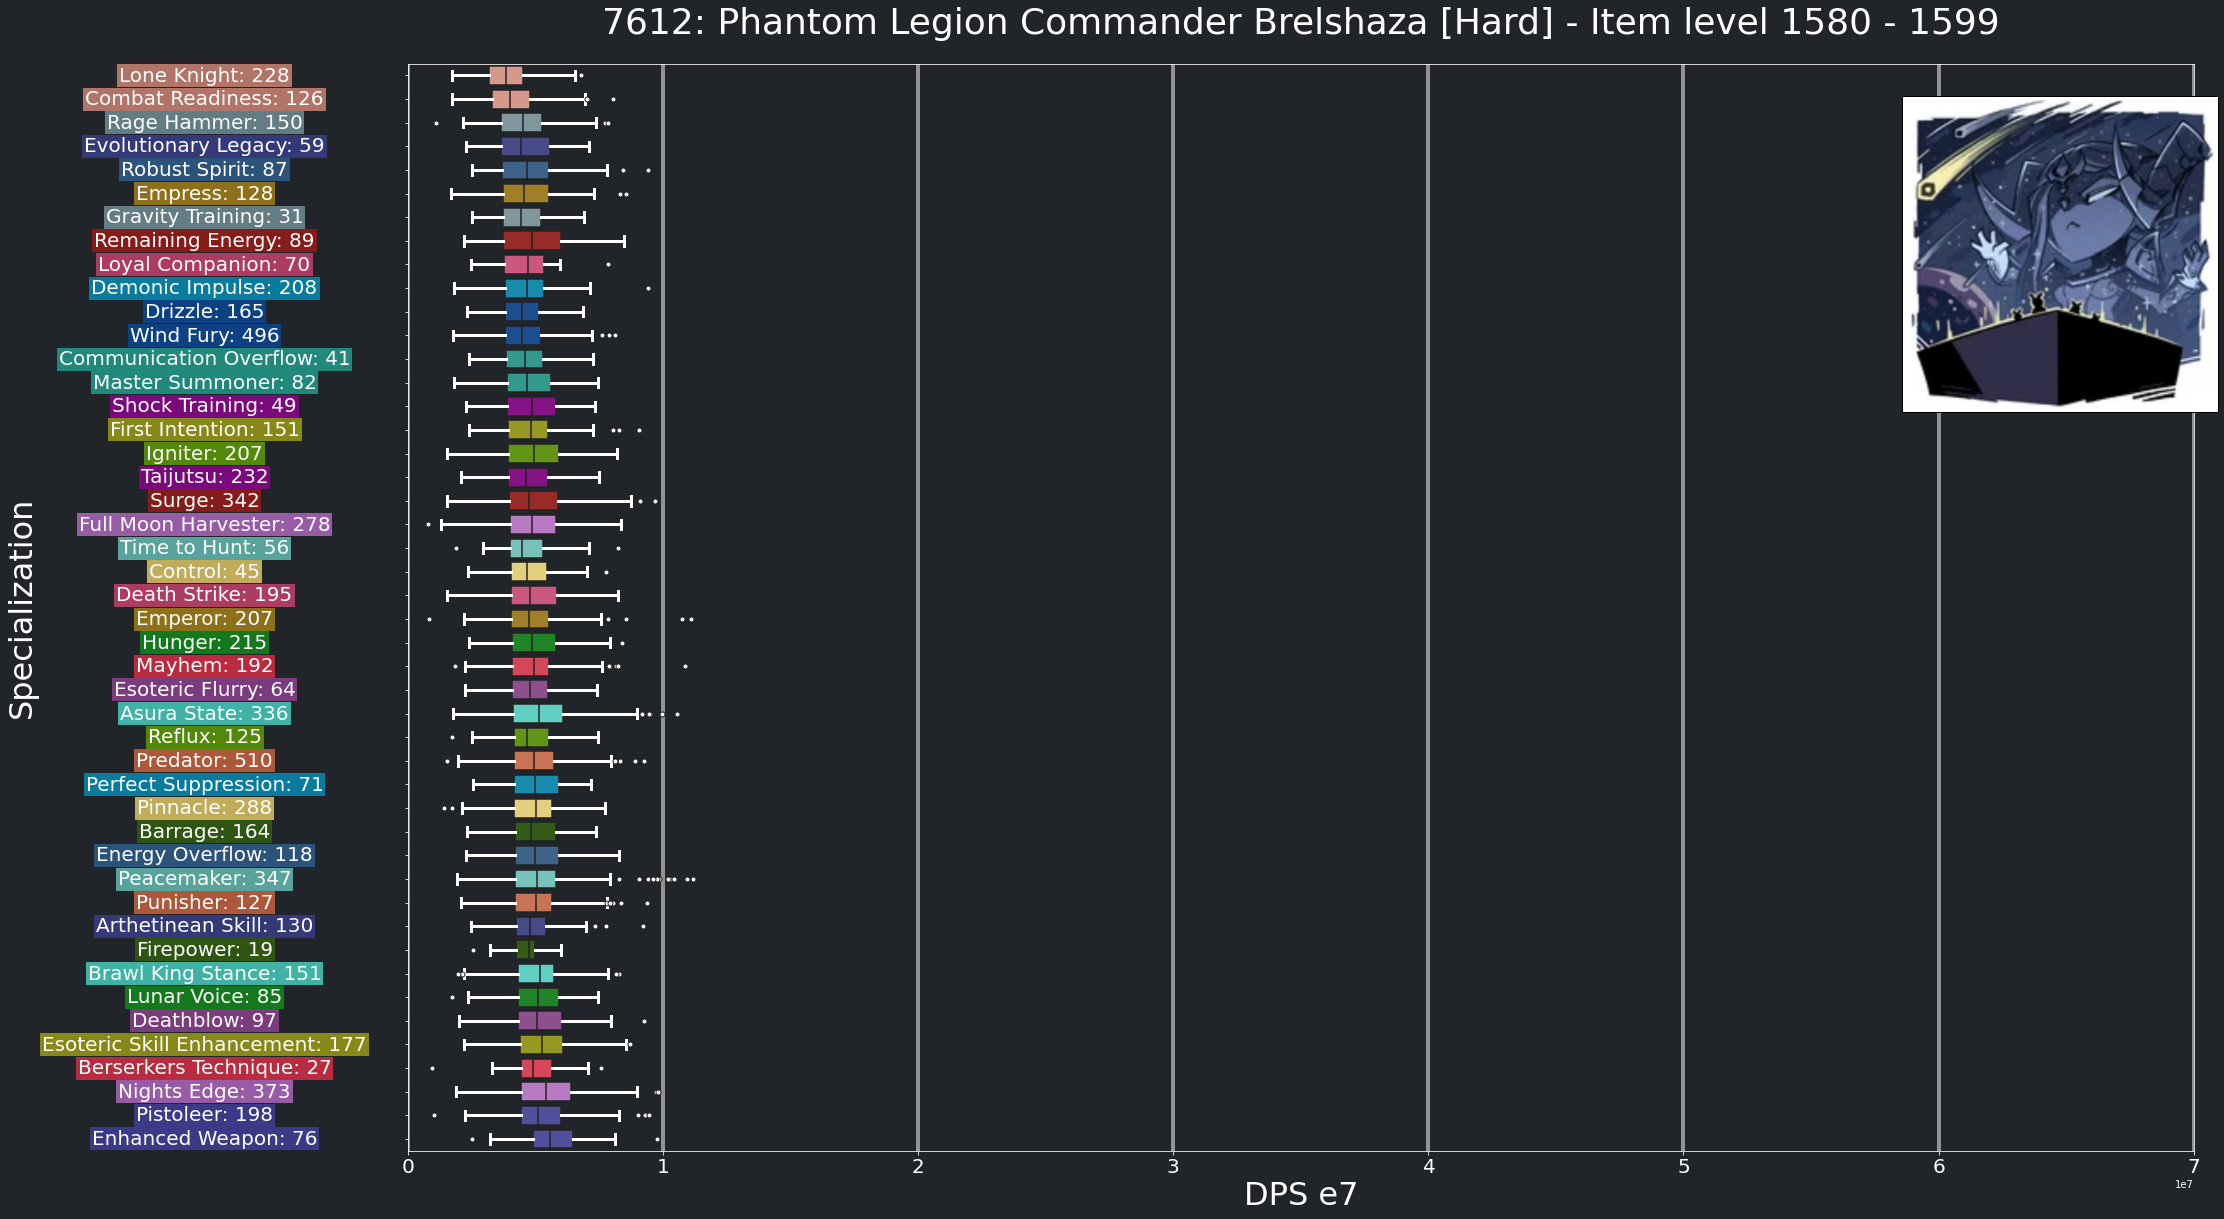 7612: Phantom Legion Commander Brelshaza [Hard] - Item level 1580 - 1599
Lone Knight: 228
Combat Readiness: 126
Rage Hammer: 150
Evolutionary Legacy: 59
Robust Spirit: 87
Empress: 128
Gravity Training: 31
Remaining Energy: 89
Loyal Companion: 70
Demonic Impulse: 208
Drizzle: 165
Wind Fury: 496
Communication Overflow: 41
Master Summoner: 82
Shock Training: 49
First Intention: 151
Igniter: 207
Taijutsu: 232
Surge: 342
Full Moon Harvester: 278
Time to Hunt: 56
Control: 45
Death Strike: 195
Emperor: 207
Hunger: 215
Mayhem: 192
Esoteric Flurry: 64
Asura State: 336
Reflux: 125
Predator: 510
Perfect Suppression: 71
Pinnacle: 288
Barrage: 164
Energy Overflow: 118
Peacemaker: 347
Punisher: 127
Arthetinean Skill: 130
Firepower: 19
Brawl King Stance: 151
Lunar Voice: 85
Deathblow: 97
Esoteric Skill Enhancement: 177
Berserkers Technique: 27
Nights Edge: 373
Pistoleer: 198
Enhanced Weapon: 76
Specialization
0 1 2 3 4 5 6 7
1e7
DPS e7